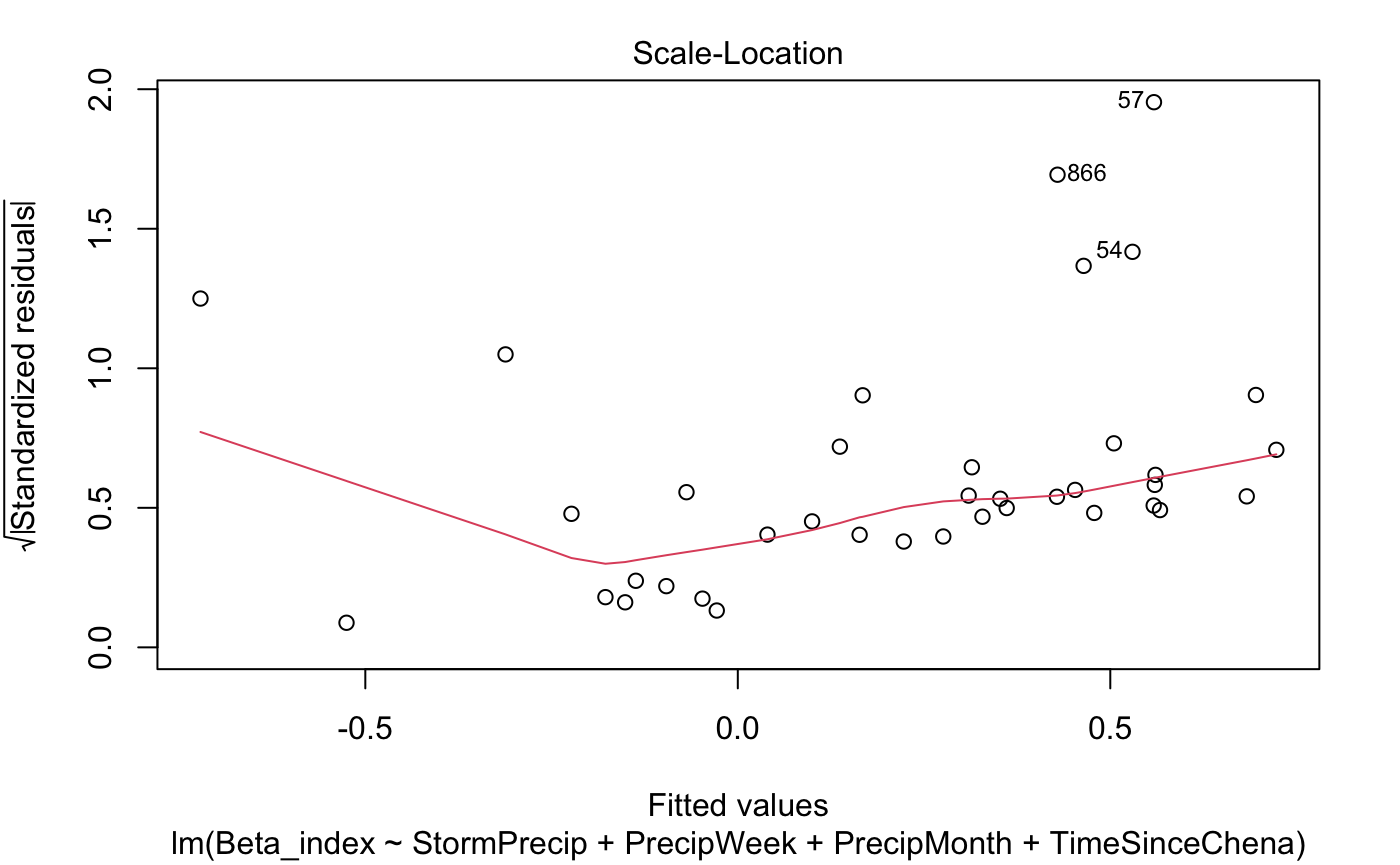 Scale-Location
√|Standardized residuals|
2.0
1.5
1.0
0.5
0.0
57
866
54
-0.5 0.0 0.5
Fitted values
lm(Beta_index ~ StormPrecip + PrecipWeek + PrecipMonth + TimeSinceChena)